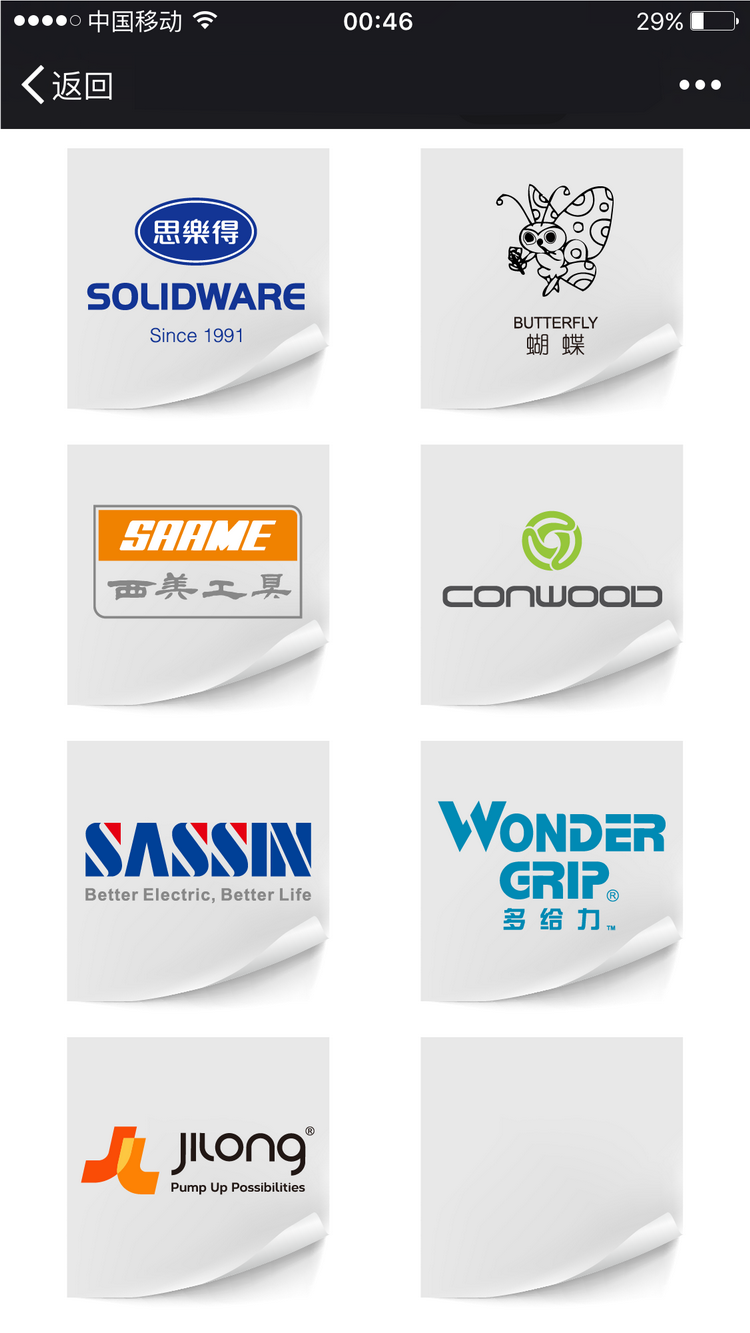 中国移动
00:46
29%
返回
思樂得
SOLIDWARE
Since 1991
BUTTERFLY
蝴 蝶
SAAME
西美工具
CONWOOD
SASSIN
Better Electric, Better Life
WONDER
GRIP®
多给力™
JILONG®
Pump Up Possibilities